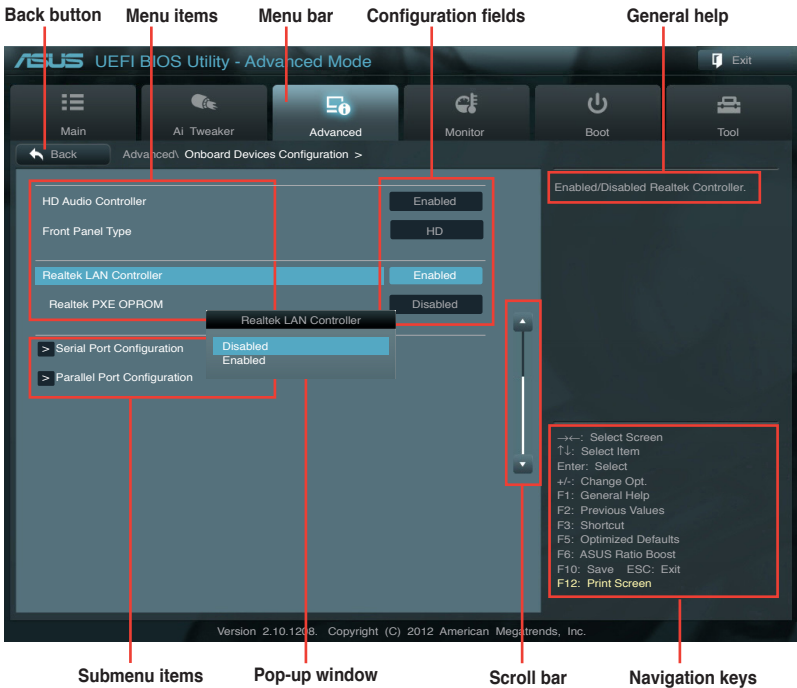 Back button Menu items Menu bar Configuration fields General help
ASUS UEFI BIOS Utility - Advanced Mode Exit
Main Ai Tweaker Advanced Monitor Boot Tool
Back Advanced\ Onboard Devices Configuration >
HD Audio Controller Enabled
Front Panel Type HD
Realtek LAN Controller Enabled
Realtek PXE OPROM Disabled
Realtek LAN Controller
Disabled
Enabled
> Serial Port Configuration
> Parallel Port Configuration
Enabled/Disabled Realtek Controller.
→←: Select Screen
↑↓: Select Item
Enter: Select
+/-: Change Opt.
F1: General Help
F2: Previous Values
F3: Shortcut
F5: Optimized Defaults
F6: ASUS Ratio Boost
F10: Save ESC: Exit
F12: Print Screen
Version 2.10.1208. Copyright (C) 2012 American Megatrends, Inc.
Submenu items Pop-up window Scroll bar Navigation keys